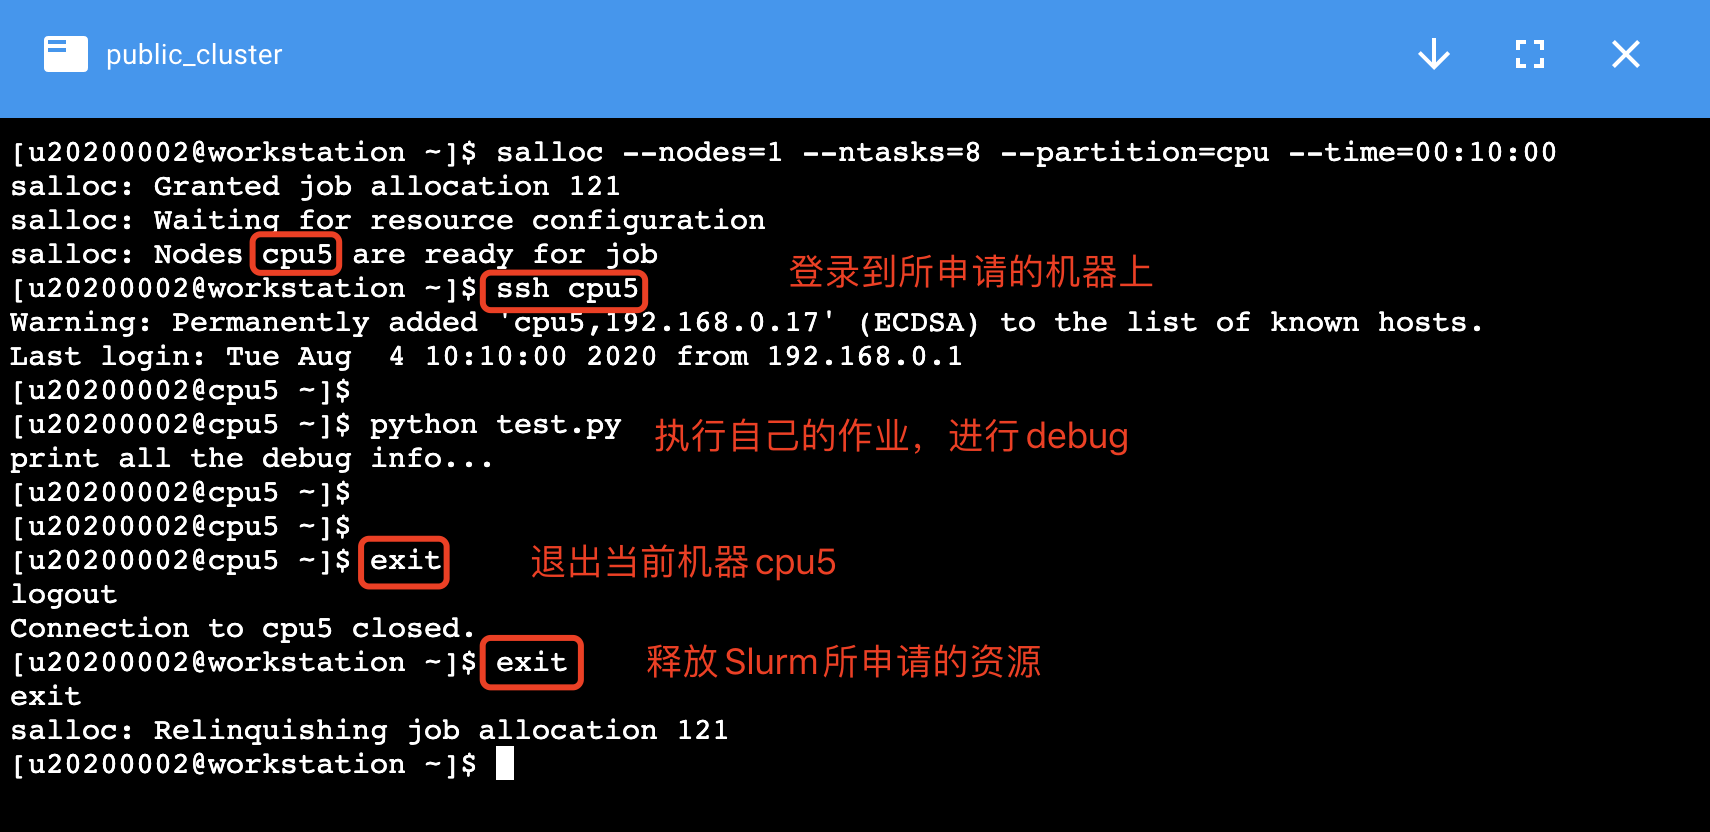 public_cluster
[u20200002@workstation ~]$ salloc --nodes=1 --ntasks=8 --partition=cpu --time=00:10:00
salloc: Granted job allocation 121
salloc: Waiting for resource configuration
salloc: Nodes cpu5 are ready for job
登录到所申请的机器上
[u20200002@workstation ~]$ ssh cpu5
Warning: Permanently added 'cpu5,192.168.0.17' (ECDSA) to the list of known hosts.
Last login: Tue Aug  4 10:10:00 2020 from 192.168.0.1
[u20200002@cpu5 ~]$
[u20200002@cpu5 ~]$ python test.py
执行自己的作业，进行debug
print all the debug info...
[u20200002@cpu5 ~]$
[u20200002@cpu5 ~]$
[u20200002@cpu5 ~]$ exit
退出当前机器cpu5
logout
Connection to cpu5 closed.
[u20200002@workstation ~]$ exit
释放Slurm所申请的资源
exit
salloc: Relinquishing job allocation 121
[u20200002@workstation ~]$